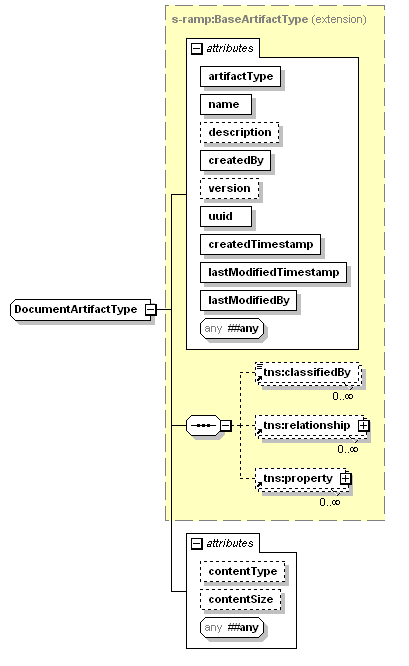 s-ramp:BaseArtifactType (extension)
attributes
artifactType
name
description
createdBy
version
uuid
createdTimestamp
lastModifiedTimestamp
lastModifiedBy
any ##any
DocumentArtifactType
tns:classifiedBy
0..∞
tns:relationship
0..∞
tns:property
0..∞
attributes
contentType
contentSize
any ##any